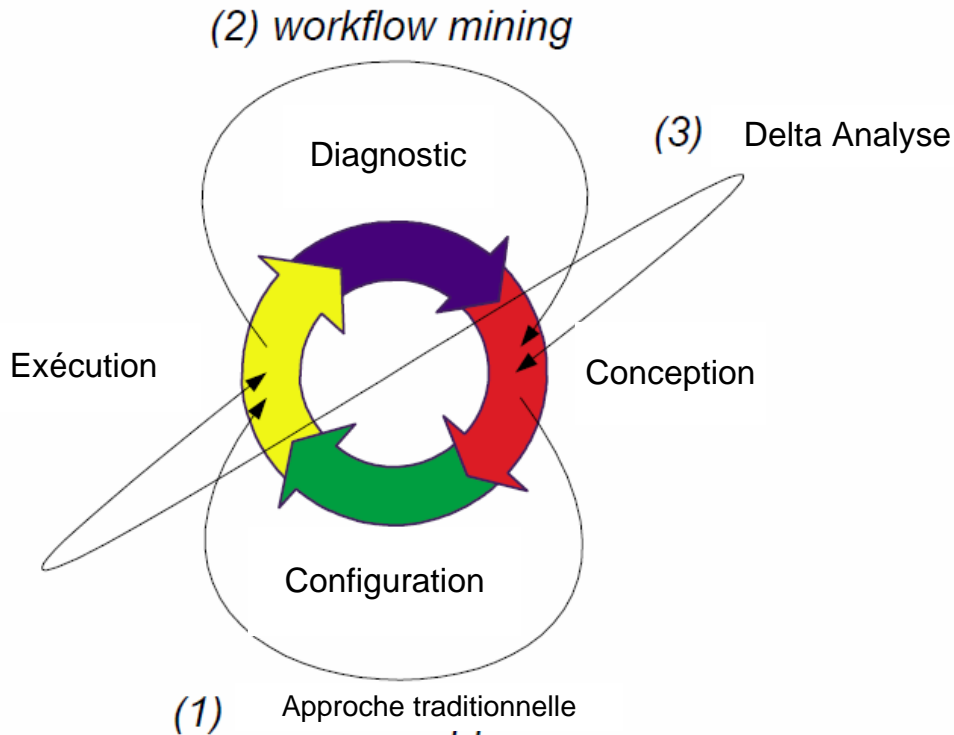 (2) workflow mining
(3) Delta Analyse
Diagnostic
Exécution
Conception
Configuration
(1) Approche traditionnelle